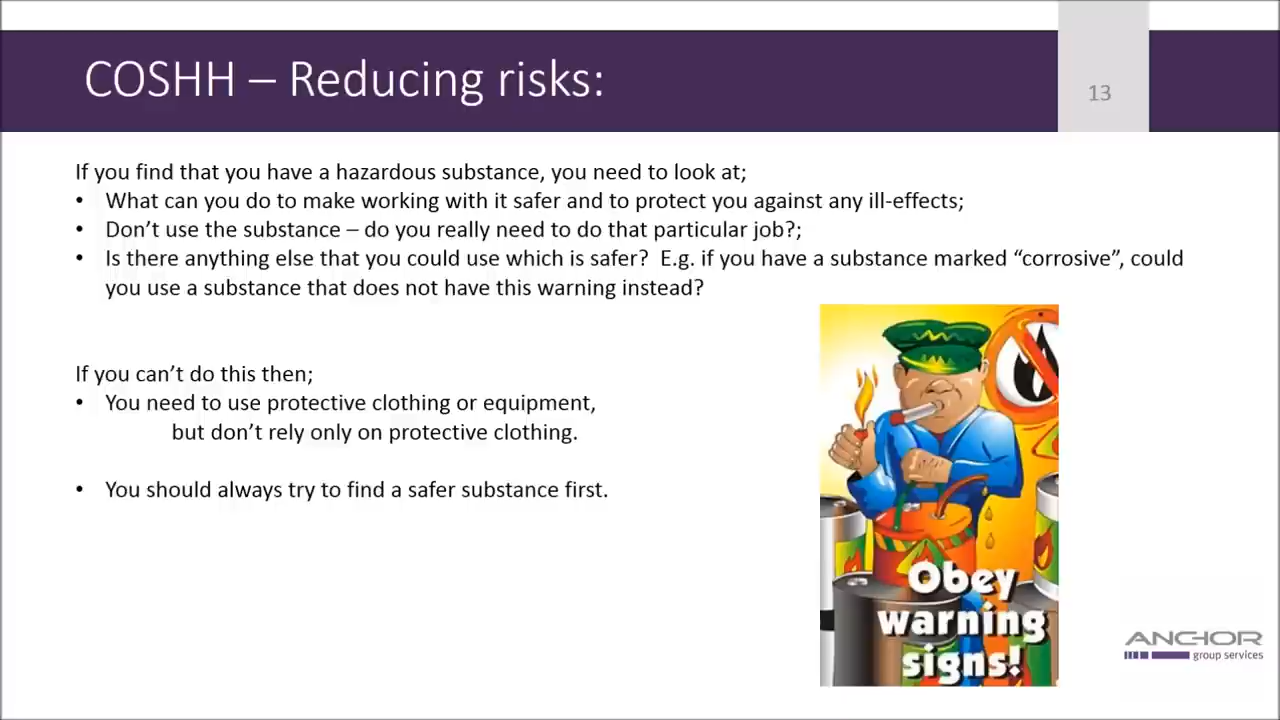 COSHH – Reducing risks:
13
If you find that you have a hazardous substance, you need to look at;
• What can you do to make working with it safer and to protect you against any ill-effects;
• Don’t use the substance – do you really need to do that particular job?;
• Is there anything else that you could use which is safer? E.g. if you have a substance marked “corrosive”, could
you use a substance that does not have this warning instead?
If you can’t do this then;
• You need to use protective clothing or equipment,
but don’t rely only on protective clothing.
• You should always try to find a safer substance first.
Obey
warning
signs!
ANCHOR
group services